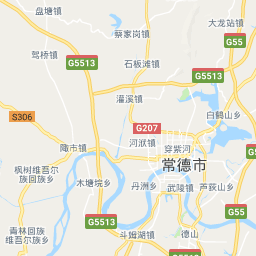 盘塘镇
蔡家岗镇
大龙站镇
G55
驾桥镇
G5513
石板滩镇
G5513
灌溪镇
S306
白鹤山乡
G207
河洑镇
穿紫河
陬市镇
常德市
枫树维吾尔
回族乡
木塘垸乡
丹洲乡
武陵镇
芦荻山乡
G55
G5513
青林回族
维吾尔族乡
斗姆湖镇
德山
G55